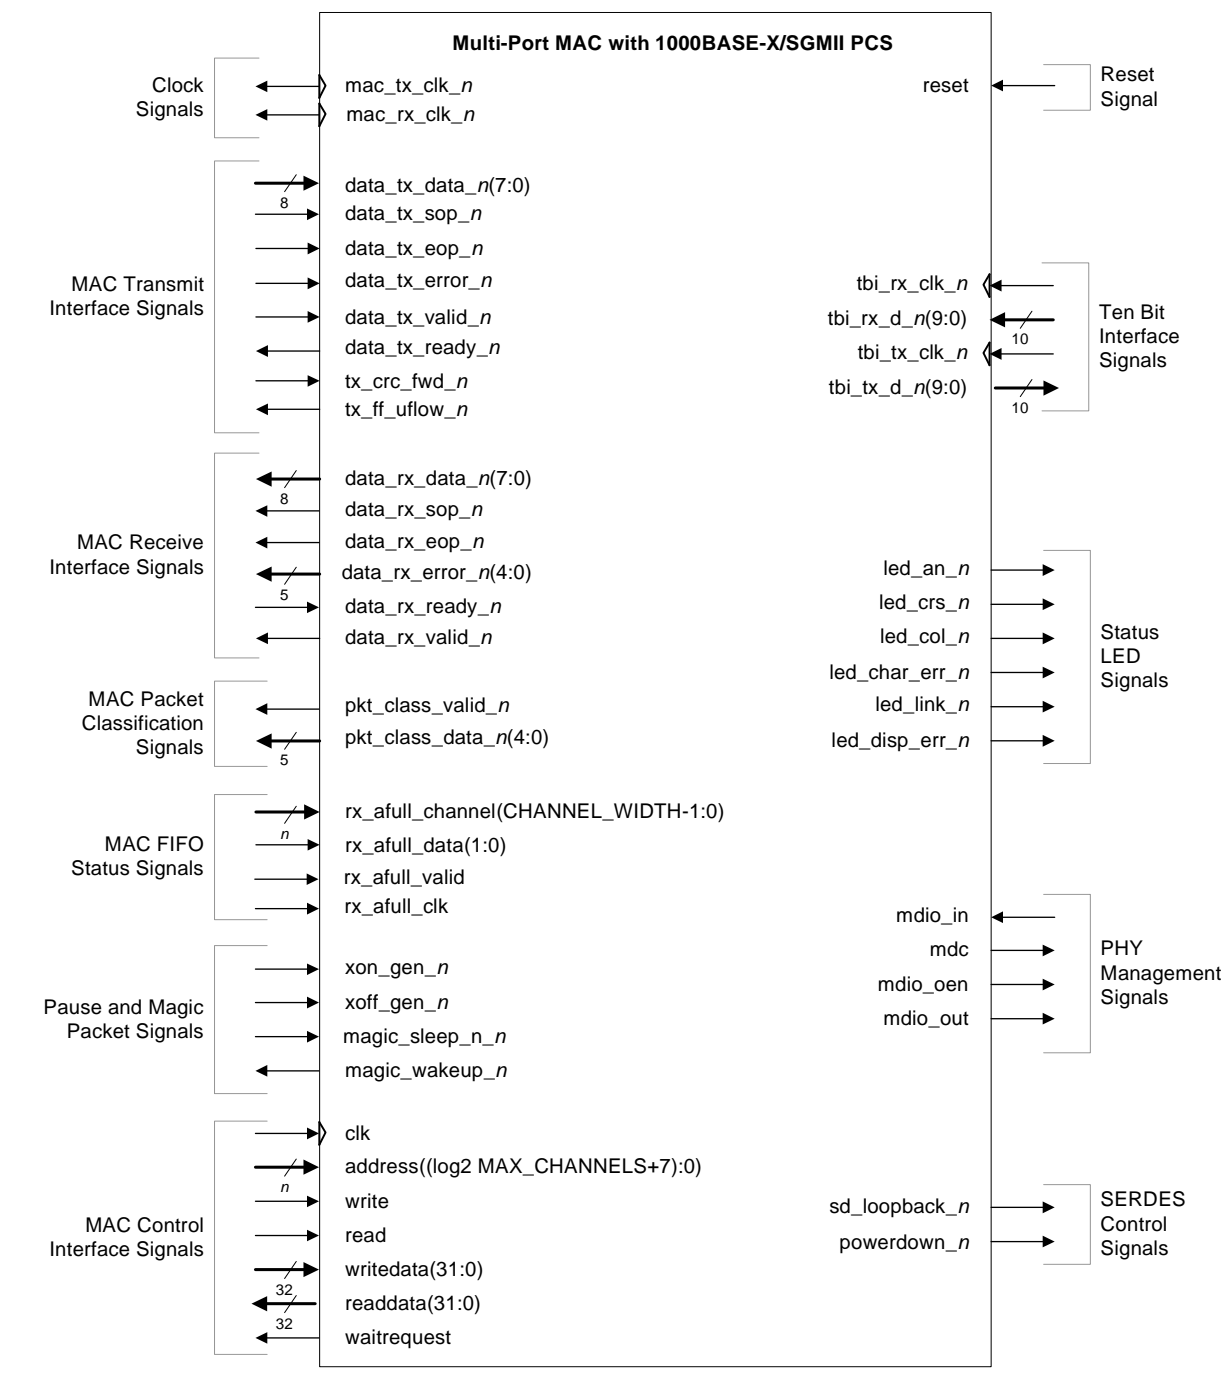 Multi-Port MAC with 1000BASE-X/SGMII PCS
Clock
Signals
mac_tx_clk_n
mac_rx_clk_n
MAC Transmit
Interface Signals
data_tx_data_n(7:0)
8
data_tx_sop_n
data_tx_eop_n
data_tx_error_n
data_tx_valid_n
data_tx_ready_n
tx_crc_fwd_n
tx_ff_uflow_n
MAC Receive
Interface Signals
data_rx_data_n(7:0)
8
data_rx_sop_n
data_rx_eop_n
data_rx_error_n(4:0)
5
data_rx_ready_n
data_rx_valid_n
MAC Packet
Classification
Signals
pkt_class_valid_n
pkt_class_data_n(4:0)
5
MAC FIFO
Status Signals
rx_afull_channel(CHANNEL_WIDTH-1:0)
n
rx_afull_data(1:0)
rx_afull_valid
rx_afull_clk
Pause and Magic
Packet Signals
xon_gen_n
xoff_gen_n
magic_sleep_n_n
magic_wakeup_n
MAC Control
Interface Signals
clk
address((log2 MAX_CHANNELS+7):0)
n
write
read
writedata(31:0)
32
readdata(31:0)
32
waitrequest
reset
Reset
Signal
tbi_rx_clk_n
tbi_rx_d_n(9:0)
10
tbi_tx_clk_n
tbi_tx_d_n(9:0)
10
Ten Bit
Interface
Signals
led_an_n
led_crs_n
led_col_n
led_char_err_n
led_link_n
led_disp_err_n
Status
LED
Signals
mdio_in
mdc
mdio_oen
mdio_out
PHY
Management
Signals
sd_loopback_n
powerdown_n
SERDES
Control
Signals